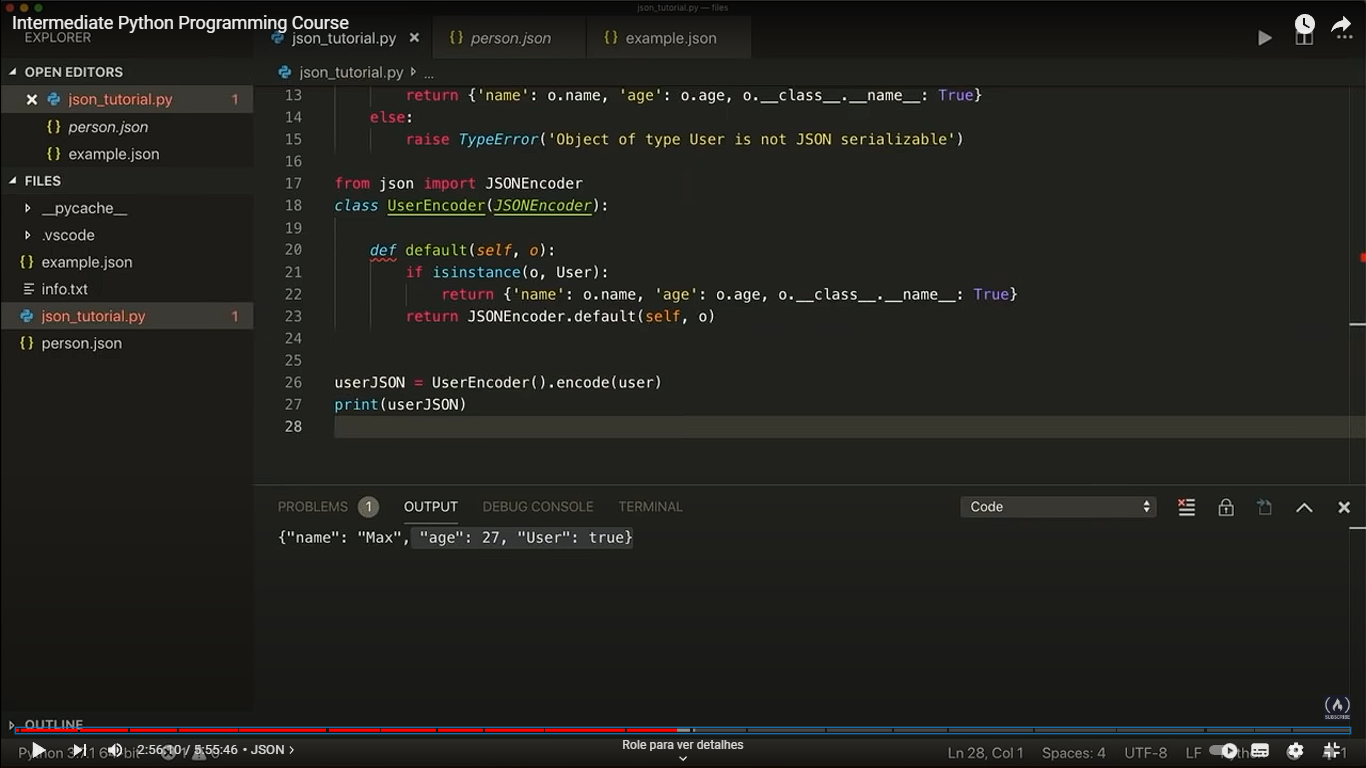 json_tutorial.py — files
Intermediate Python Programming Course
EXPLORER
json_tutorial.py
{} person.json
{} example.json
OPEN EDITORS
json_tutorial.py 1
{} person.json
{} example.json
FILES
__pycache__
.vscode
{} example.json
info.txt
json_tutorial.py 1
{} person.json
OUTLINE
json_tutorial.py ...
13 return {'name': o.name, 'age': o.age, o.__class__.__name__: True}
14 else:
15 raise TypeError('Object of type User is not JSON serializable')
16
17 from json import JSONEncoder
18 class UserEncoder(JSONEncoder):
19
20 def default(self, o):
21 if isinstance(o, User):
22 return {'name': o.name, 'age': o.age, o.__class__.__name__: True}
23 return JSONEncoder.default(self, o)
24
25
26 userJSON = UserEncoder().encode(user)
27 print(userJSON)
28
PROBLEMS 1 OUTPUT DEBUG CONSOLE TERMINAL Code
{"name": "Max", "age": 27, "User": true}
SUBSCRIBE
2:56:10 / 5:55:46 • JSON
Role para ver detalhes
Ln 28, Col 1 Spaces: 4 UTF-8 LF